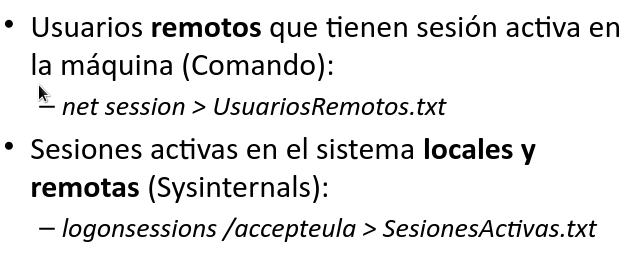 • Usuarios remotos que tienen sesión activa en
la máquina (Comando):
– net session > UsuariosRemotos.txt
• Sesiones activas en el sistema locales y
remotas (Sysinternals):
– logonsessions /accepteula > SesionesActivas.txt